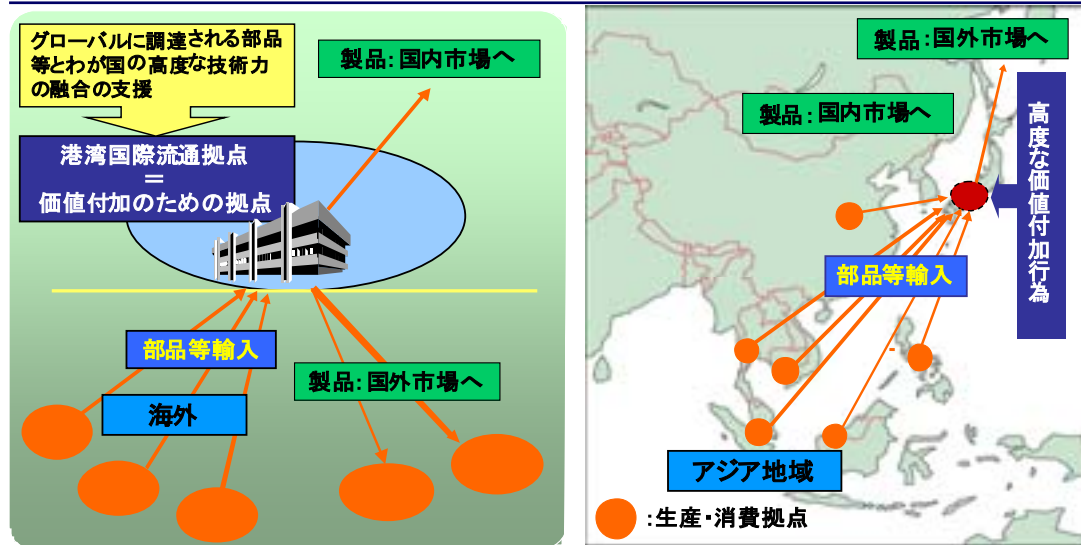 グローバルに調達される部品
等とわが国の高度な技術力
の融合の支援
製品：国内市場へ
港湾国際流通拠点
＝
価値付加のための拠点
部品等輸入
海外
製品：国外市場へ
製品：国外市場へ
製品：国内市場へ
高度な価値付加行為
部品等輸入
アジア地域
：生産・消費拠点